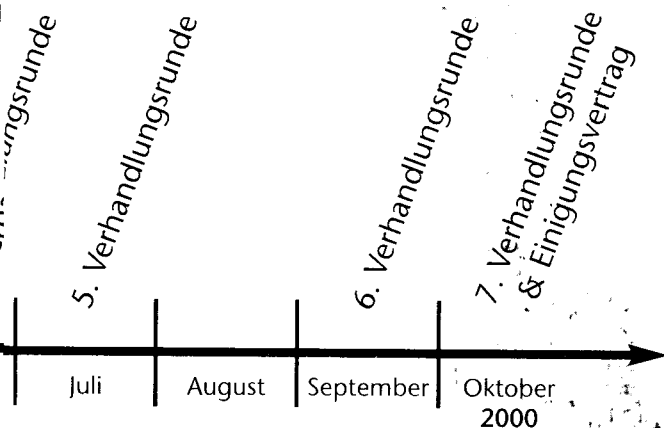 5. Verhandlungsrunde
6. Verhandlungsrunde
7. Verhandlungsrunde
& Einigungsvertrag
Juli
August
September
Oktober
2000